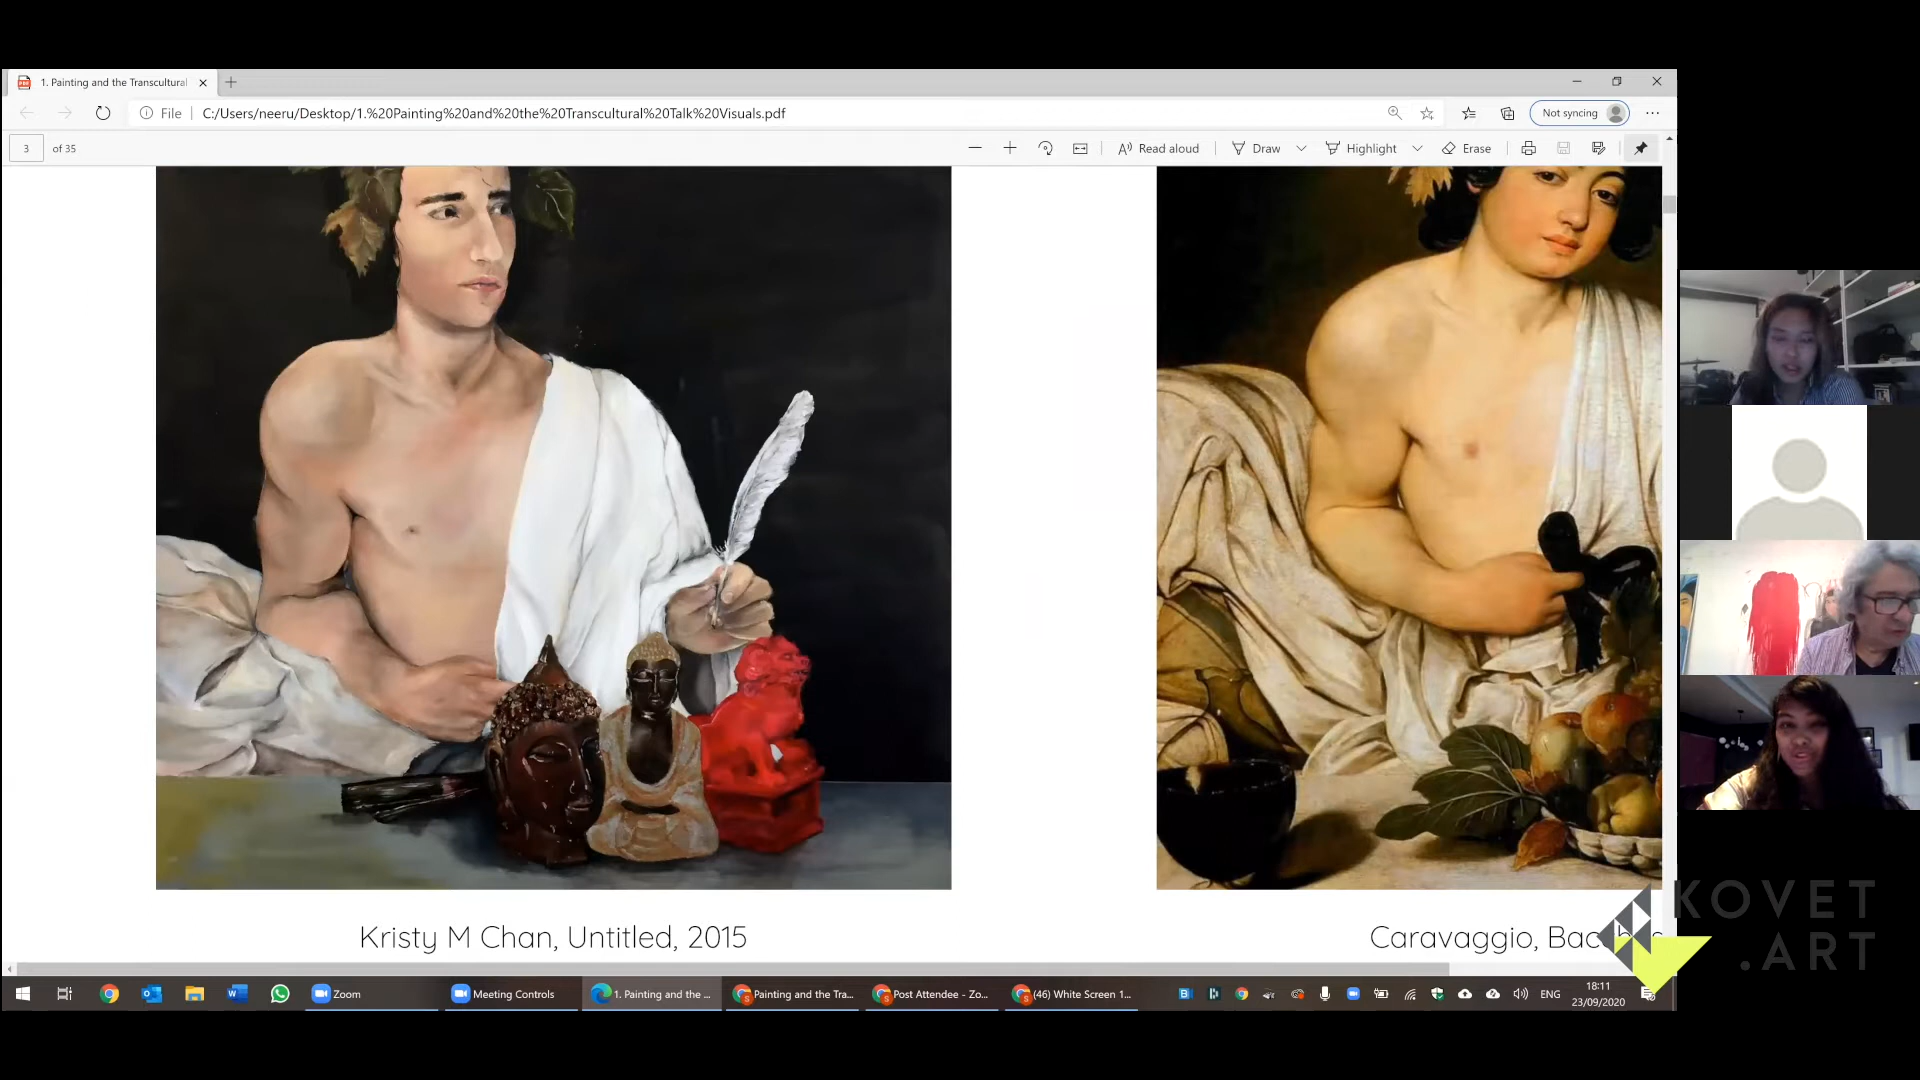 1. Painting and the Transcultural
File
C:/Users/neeru/Desktop/1.%20Painting%20and%20the%20Transcultural%20Talk%20Visuals.pdf
Not syncing
3 of 35
Read aloud
Draw
Highlight
Erase
Kristy M Chan, Untitled, 2015
Caravaggio, Bacchus
KOVET
.ART
Zoom
Meeting Controls
1. Painting and the ...
Painting and the Tra...
Post Attendee - Zo...
(46) White Screen 1...
ENG
18:11
23/09/2020